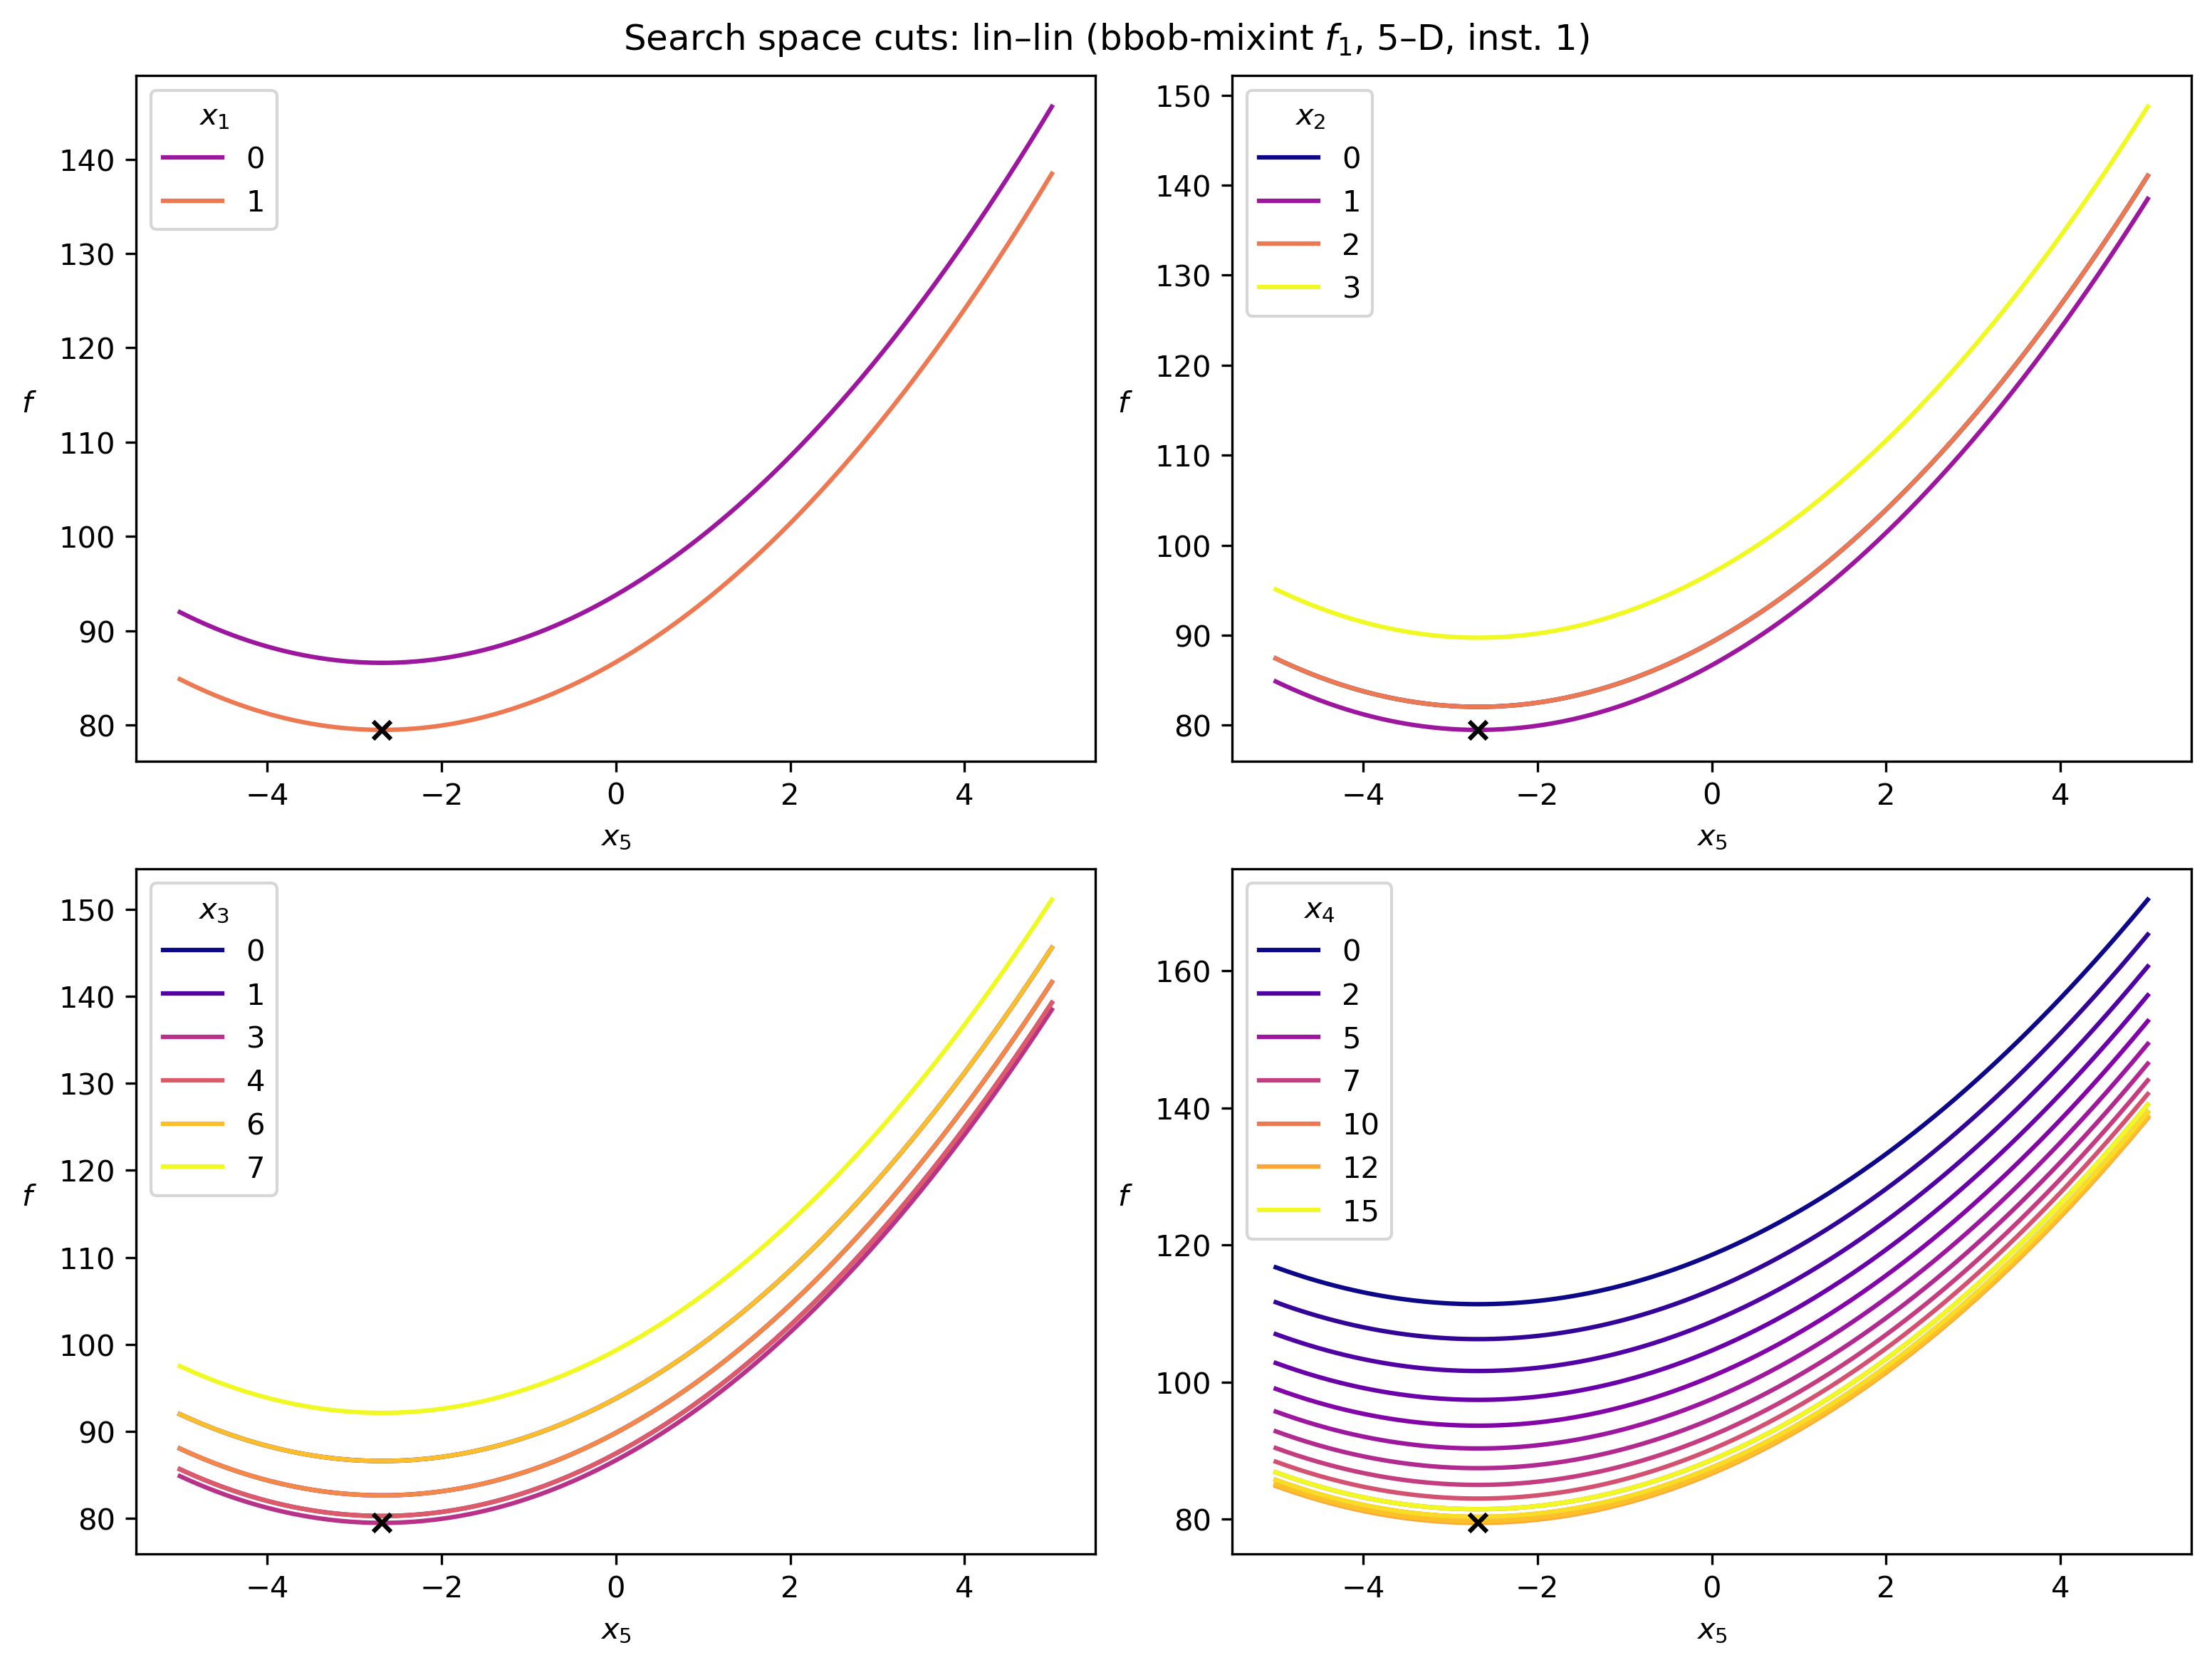 Search space cuts: lin–lin (bbob-mixint f₁, 5–D, inst. 1)
x₁
0
1
140
130
120
110
100
90
80
f
−4 −2 0 2 4
x₅
x₂
0
1
2
3
150
140
130
120
110
100
90
80
f
−4 −2 0 2 4
x₅
x₃
0
1
3
4
6
7
150
140
130
120
110
100
90
80
f
−4 −2 0 2 4
x₅
x₄
0
2
5
7
10
12
15
160
140
120
100
80
f
−4 −2 0 2 4
x₅